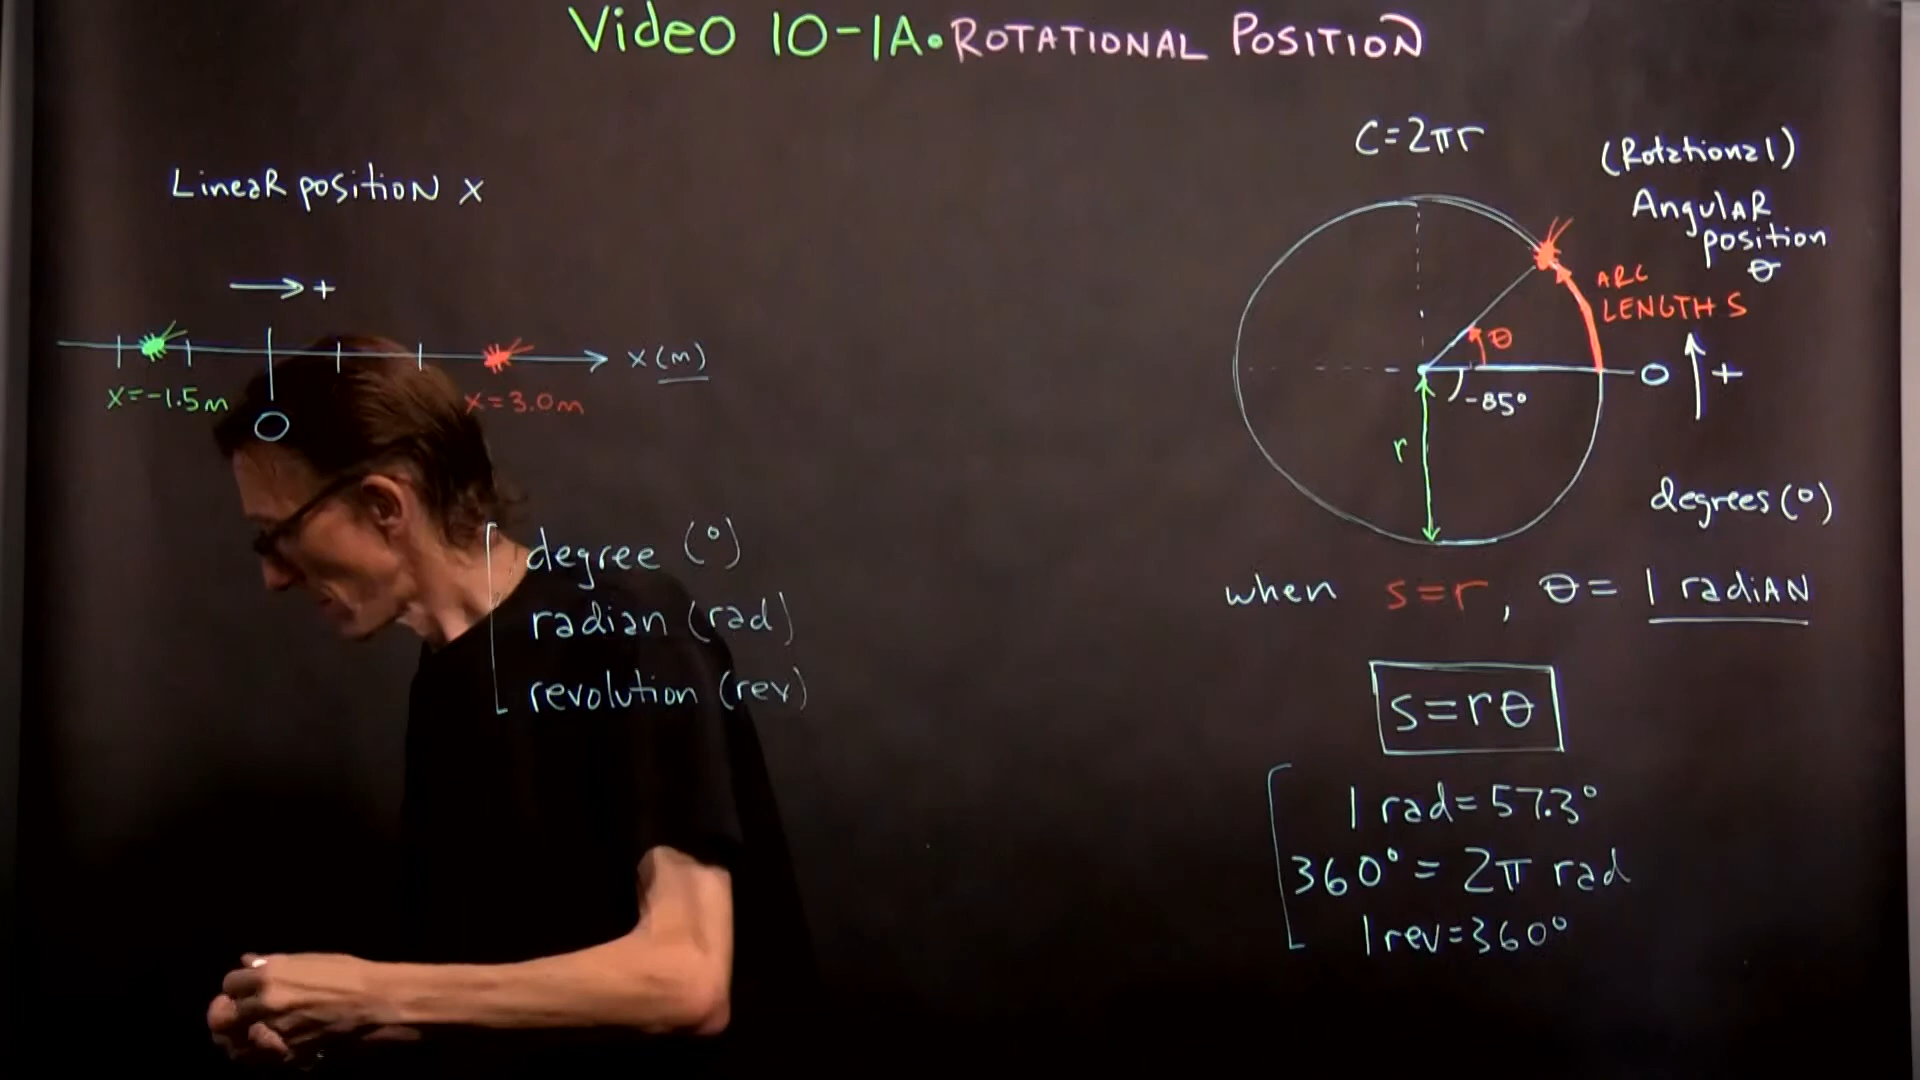 Video 10-1A • Rotational Position
Linear position x
→ +
x (m)
x=-1.5m
0
x=3.0m
degree (°)
radian (rad)
revolution (rev)
C=2πr
(Rotational)
Angular
position
θ
ARC
LENGTH S
θ
0
+
-85°
r
degrees (°)
when s=r, θ= 1 radian
s=rθ
1 rad=57.3°
360°= 2π rad
1 rev=360°